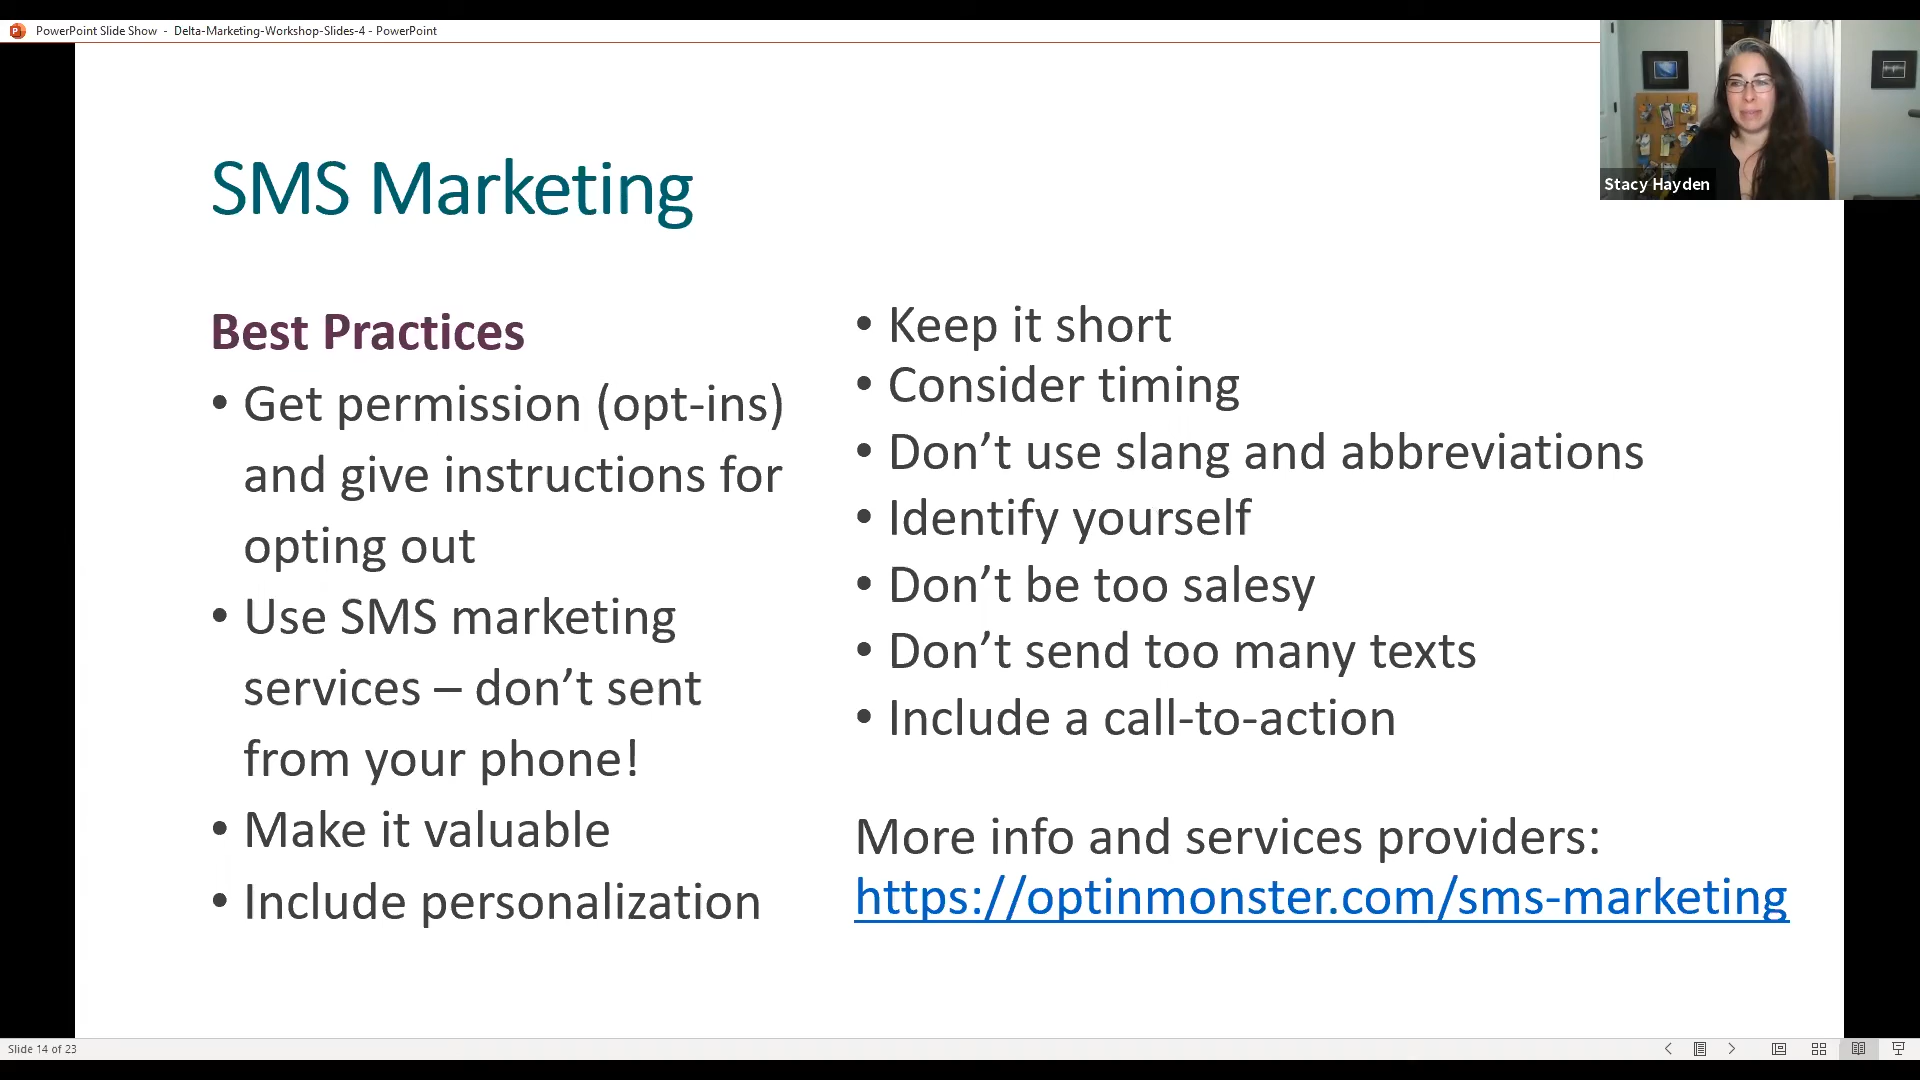 PowerPoint Slide Show - Delta-Marketing-Workshop-Slides-4 - PowerPoint
Stacy Hayden
SMS Marketing
Best Practices
• Get permission (opt-ins)
and give instructions for
opting out
• Use SMS marketing
services – don’t sent
from your phone!
• Make it valuable
• Include personalization
• Keep it short
• Consider timing
• Don’t use slang and abbreviations
• Identify yourself
• Don’t be too salesy
• Don’t send too many texts
• Include a call-to-action
More info and services providers:
https://optinmonster.com/sms-marketing
Slide 14 of 23